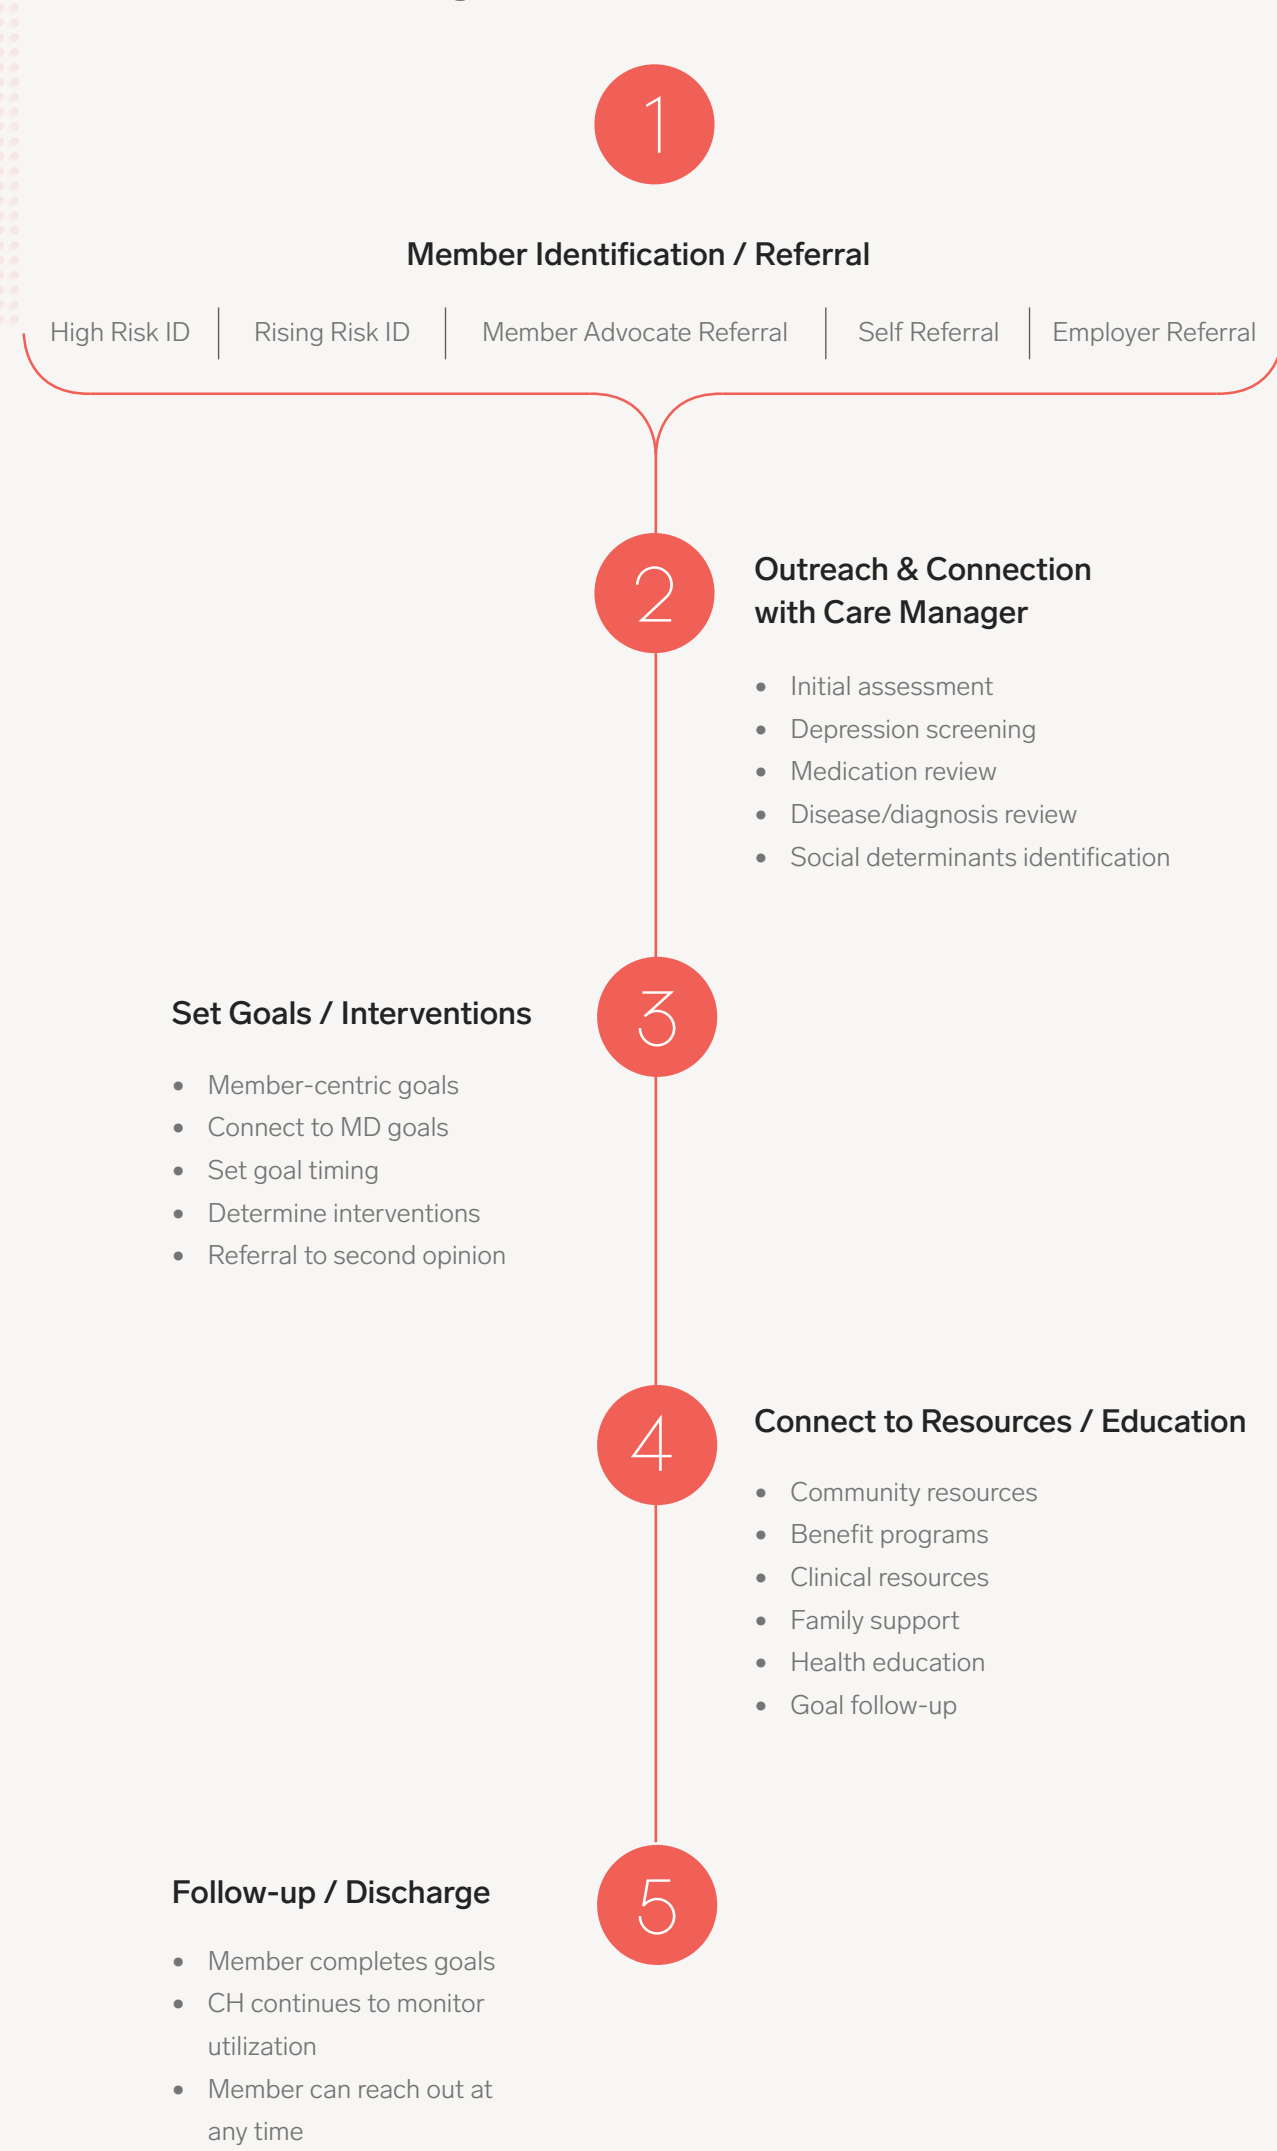 1
Member Identification / Referral
High Risk ID
Rising Risk ID
Member Advocate Referral
Self Referral
Employer Referral
2
Outreach & Connection
with Care Manager
• Initial assessment
• Depression screening
• Medication review
• Disease/diagnosis review
• Social determinants identification
3
Set Goals / Interventions
• Member-centric goals
• Connect to MD goals
• Set goal timing
• Determine interventions
• Referral to second opinion
4
Connect to Resources / Education
• Community resources
• Benefit programs
• Clinical resources
• Family support
• Health education
• Goal follow-up
5
Follow-up / Discharge
• Member completes goals
• CH continues to monitor
utilization
• Member can reach out at
any time